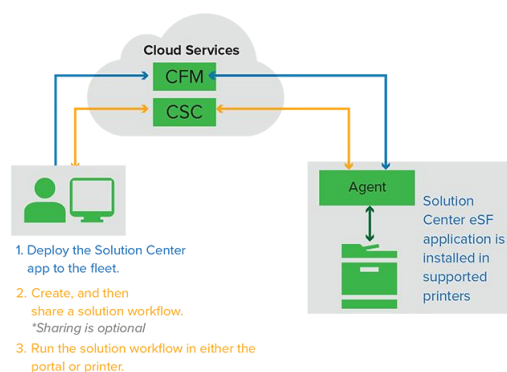 Cloud Services
CFM
CSC
Agent
Solution
Center eSF
application is
installed in
supported
printers
1. Deploy the Solution Center
app to the fleet.
2. Create, and then
share a solution workflow.
*Sharing is optional
3. Run the solution workflow in either the
portal or printer.